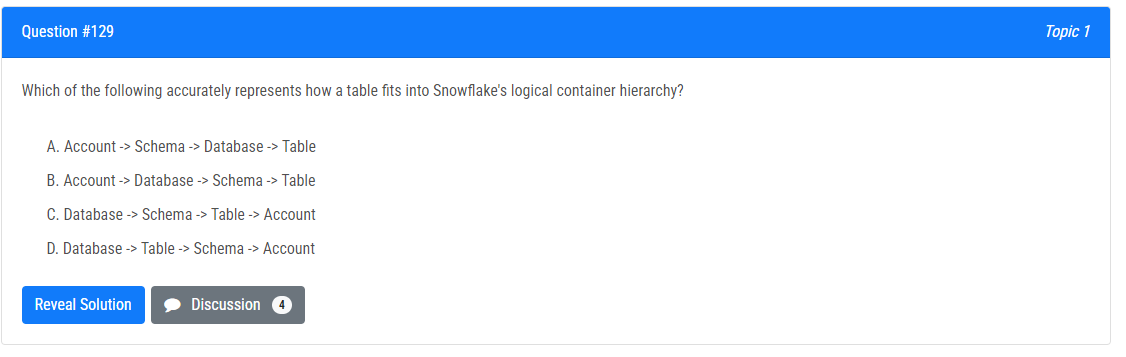 Question #129
Topic 1
Which of the following accurately represents how a table fits into Snowflake's logical container hierarchy?
A. Account -> Schema -> Database -> Table
B. Account -> Database -> Schema -> Table
C. Database -> Schema -> Table -> Account
D. Database -> Table -> Schema -> Account
Reveal Solution
Discussion 4